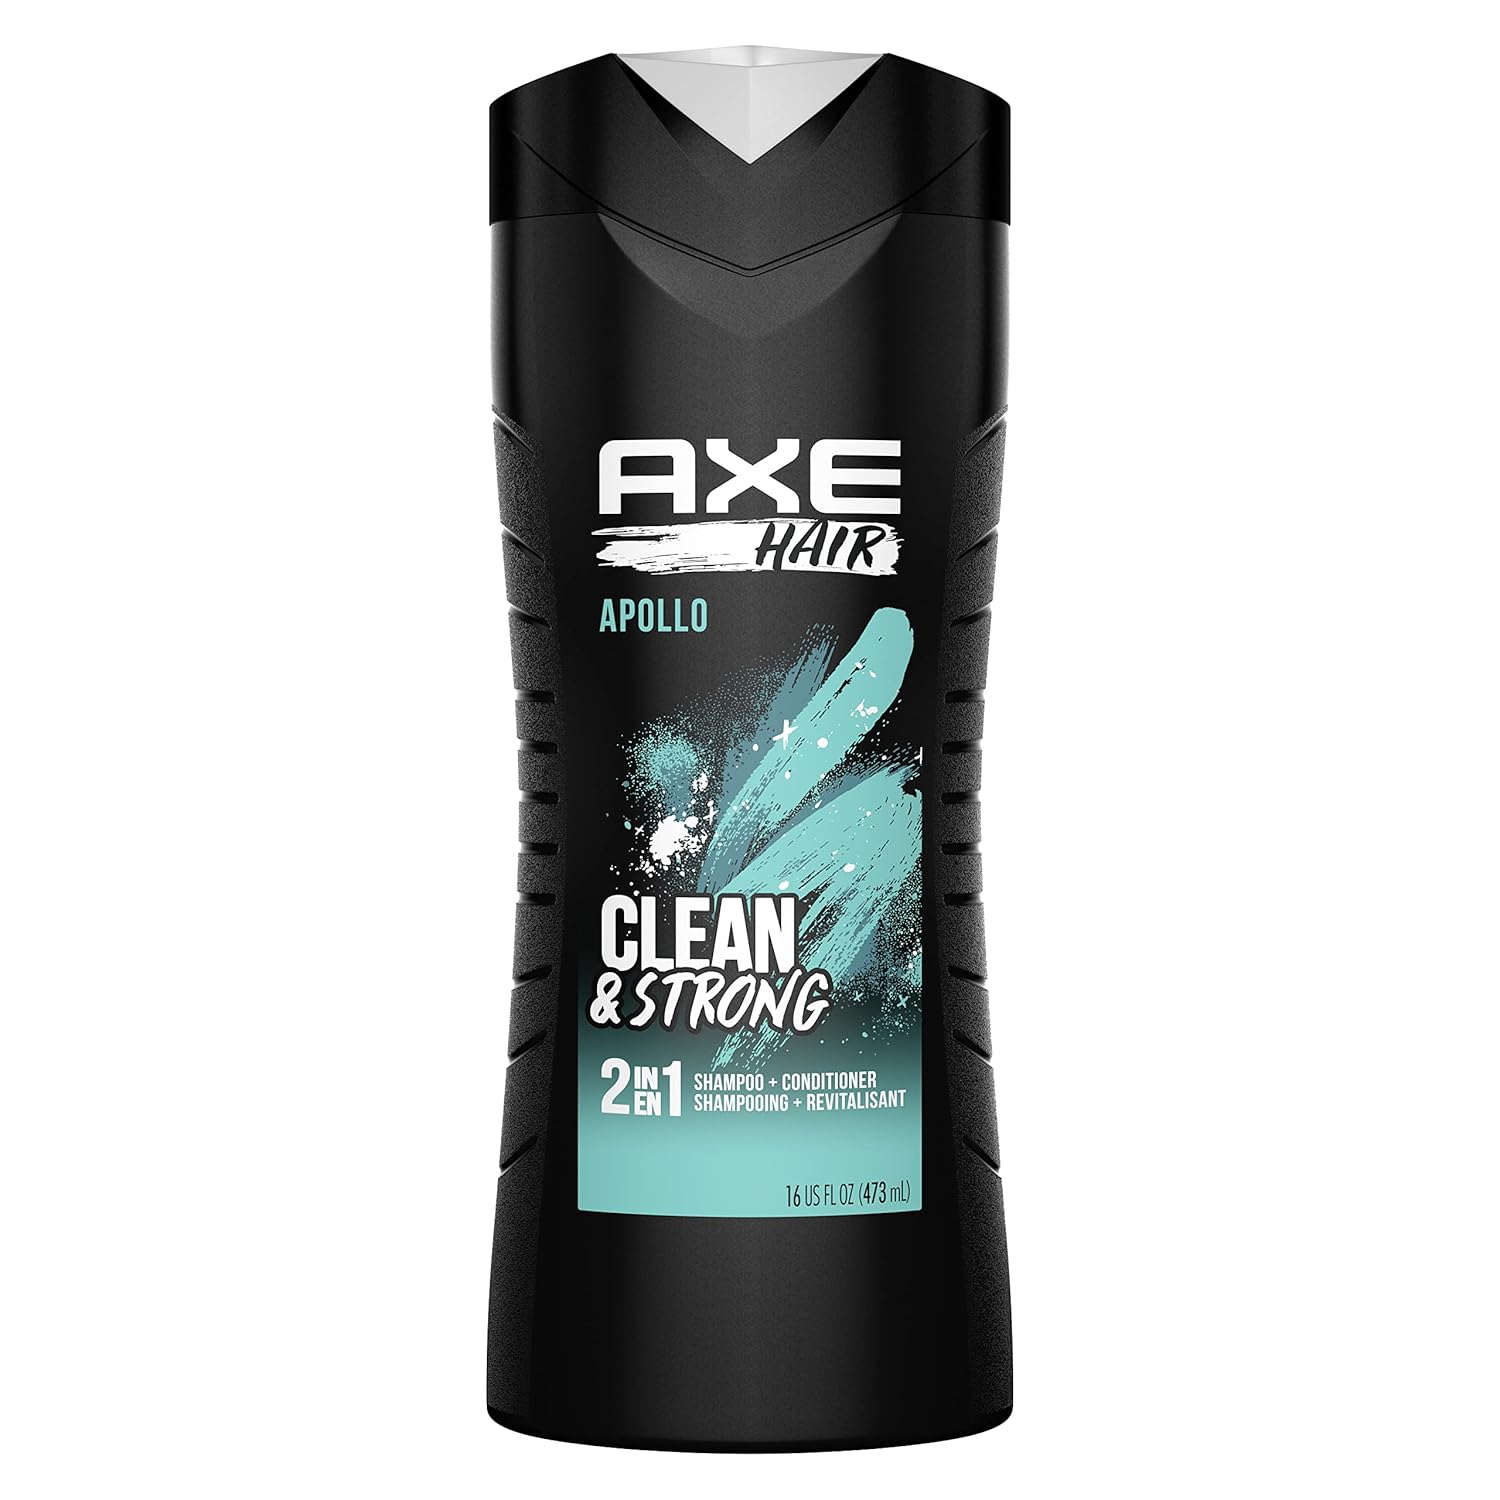 AXE
HAIR
APOLLO
CLEAN
& STRONG
2 IN EN 1
SHAMPOO + CONDITIONER
SHAMPOOING + REVITALISANT
16 US FL OZ (473 mL)